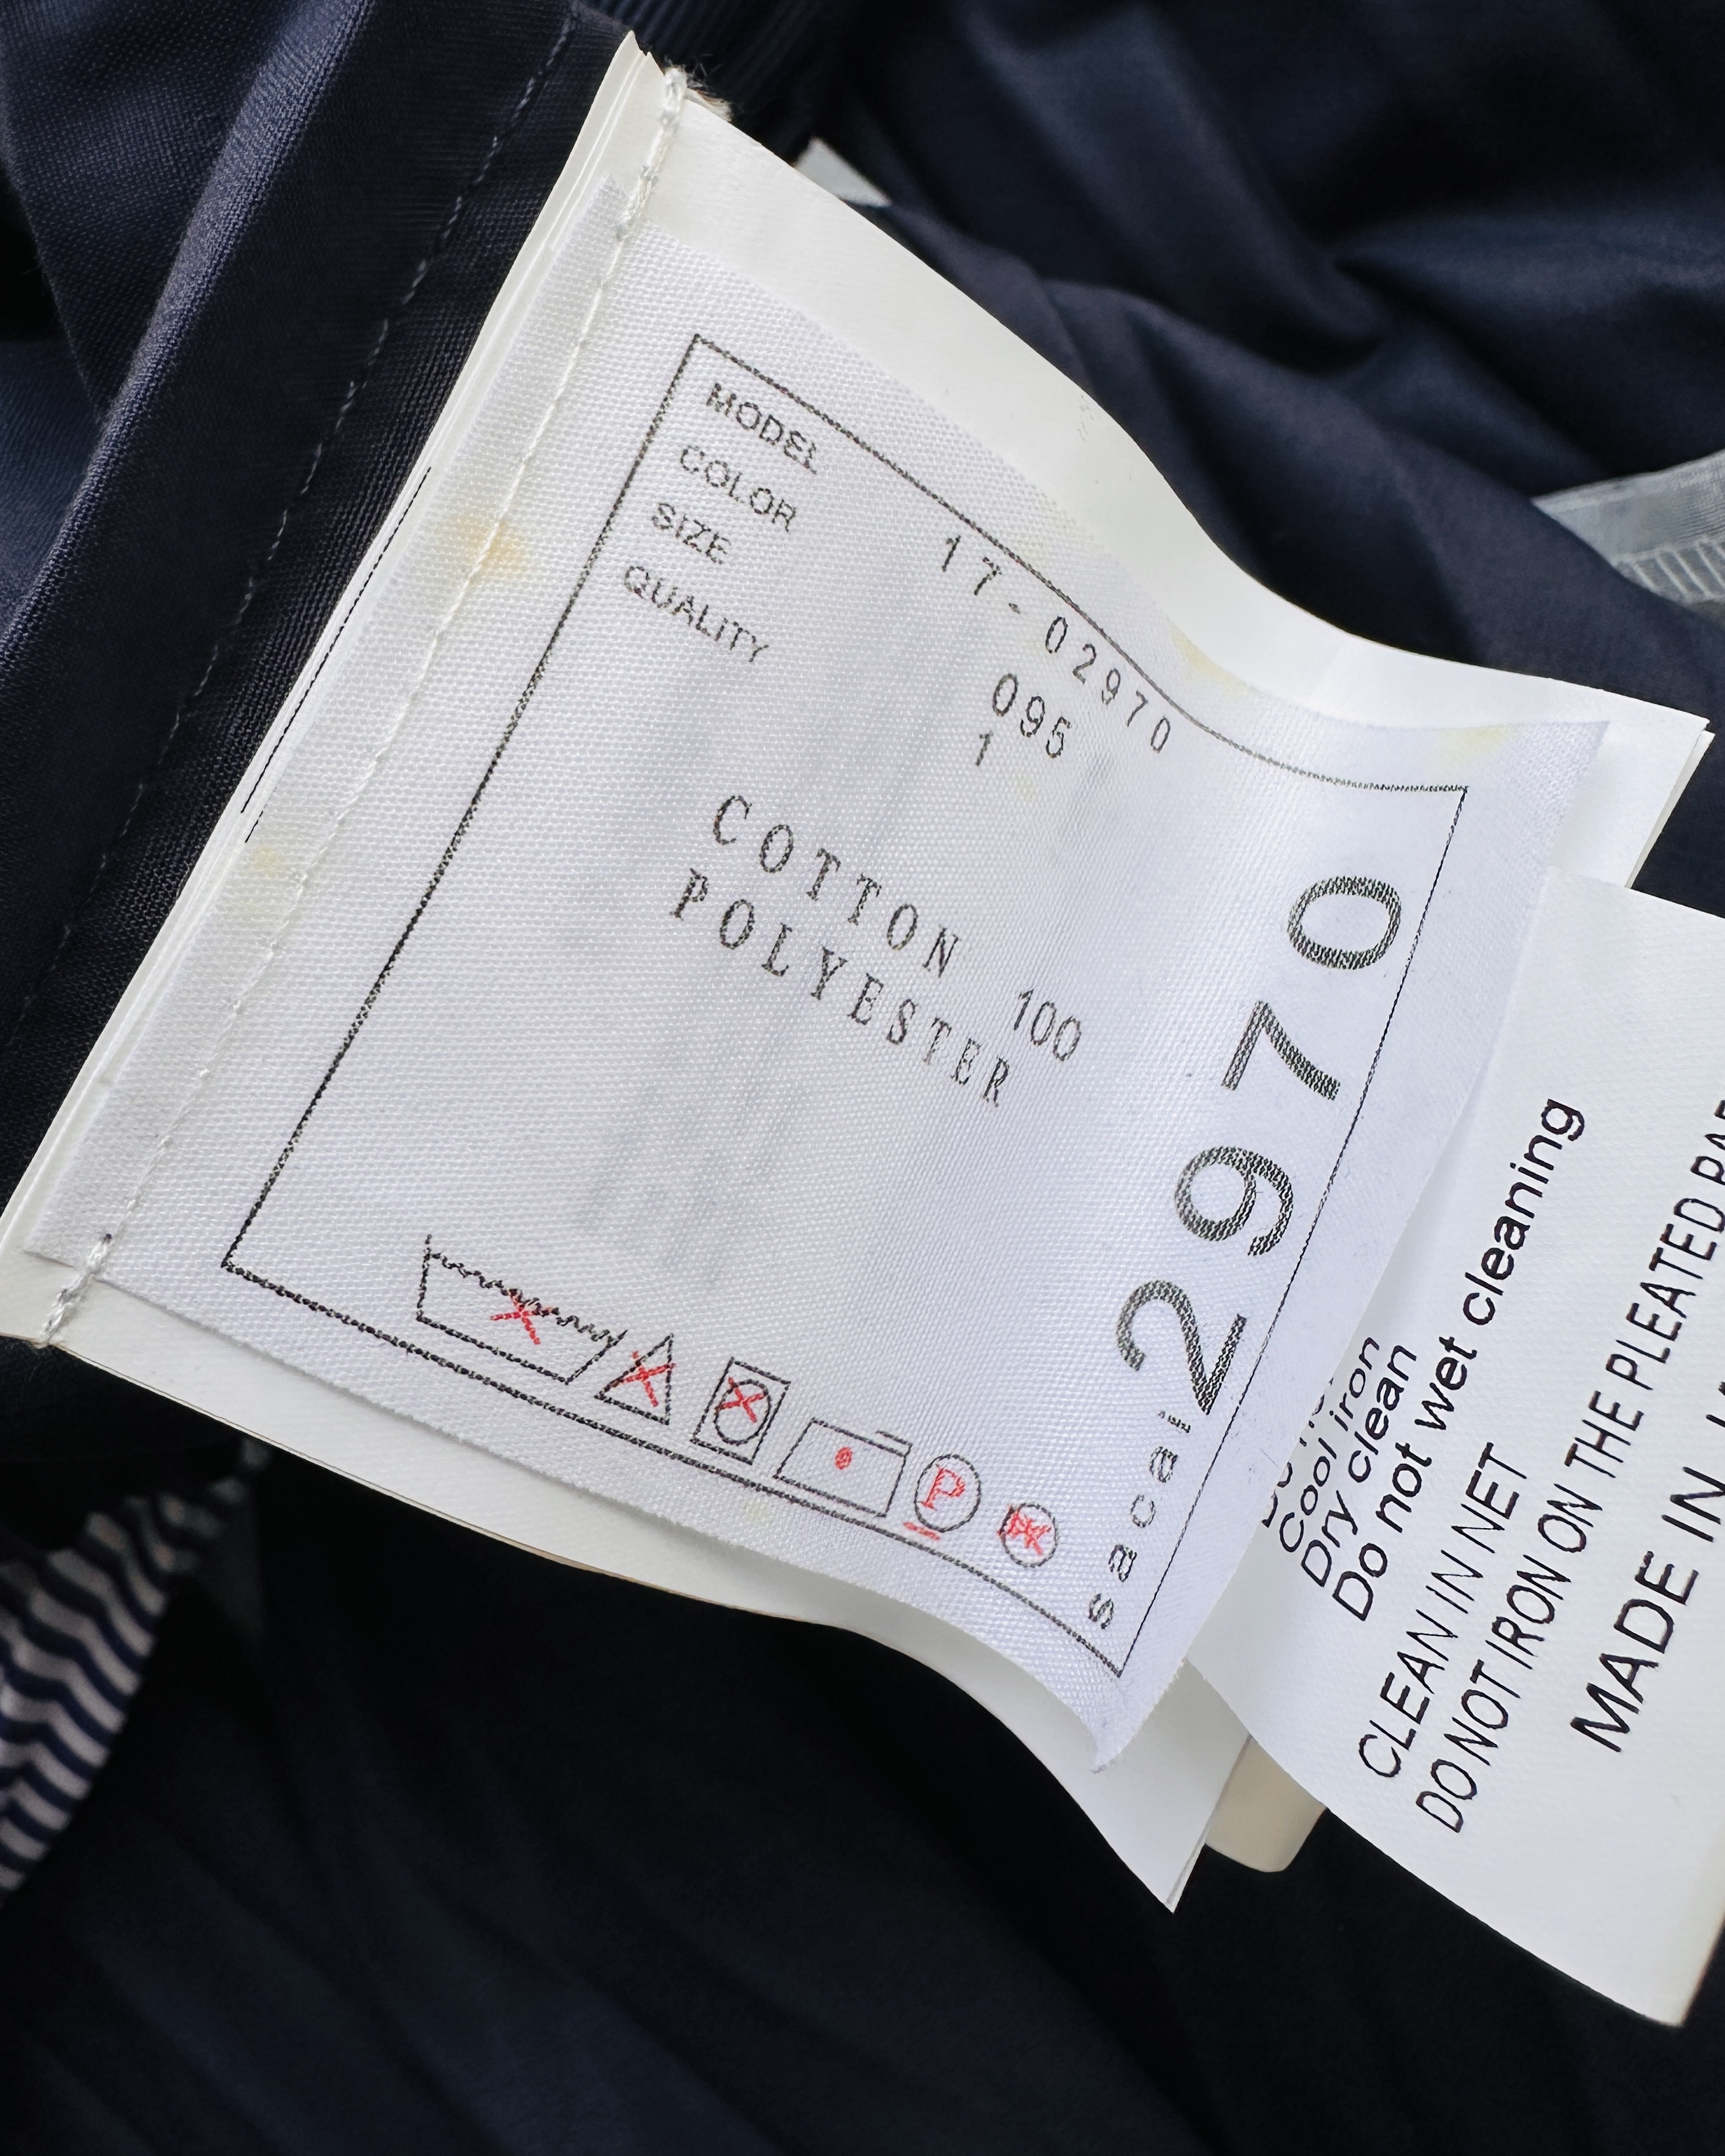 MODEL 17-02970
COLOR 095
SIZE 1
QUALITY
COTTON 100
POLYESTER
P
sacai 2970
Cool iron
Dry clean
Do not wet cleaning
CLEAN IN NET
DO NOT IRON ON THE PLEATED
MADE IN